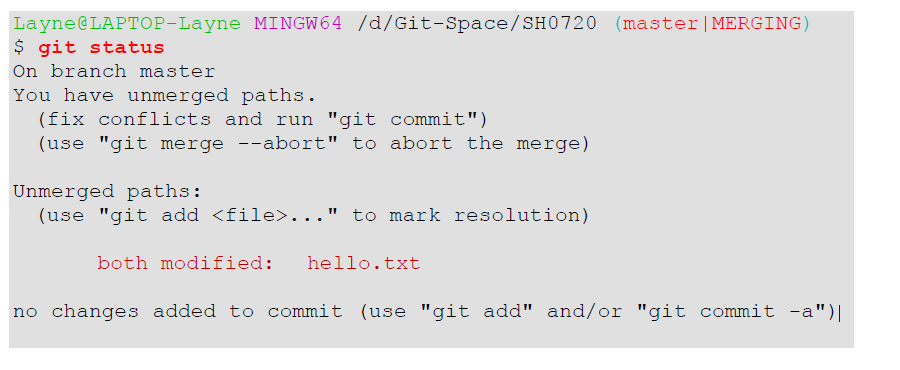 Layne@LAPTOP-Layne MINGW64 /d/Git-Space/SH0720 (master|MERGING)
$ git status
On branch master
You have unmerged paths.
  (fix conflicts and run "git commit")
  (use "git merge --abort" to abort the merge)

Unmerged paths:
  (use "git add <file>..." to mark resolution)

        both modified:   hello.txt

no changes added to commit (use "git add" and/or "git commit -a")